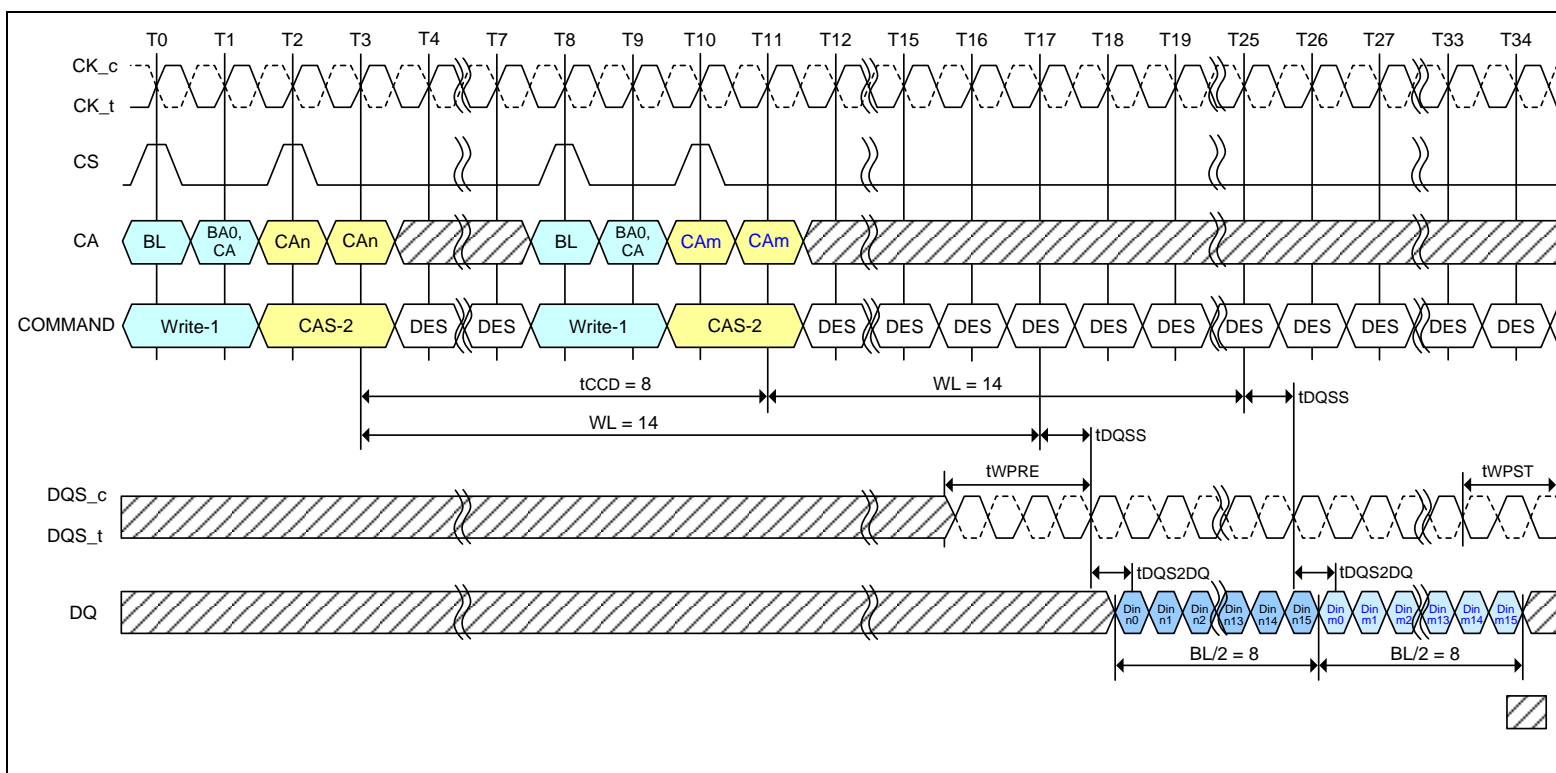 T0 T1 T2 T3 T4 T7 T8 T9 T10 T11 T12 T15 T16 T17 T18 T19 T25 T26 T27 T33 T34
CK_c
CK_t
CS
CA BL BA0, CA CAn CAn BL BA0, CA CAm CAm
COMMAND Write-1 CAS-2 DES DES Write-1 CAS-2 DES DES DES DES DES DES DES DES DES DES DES
tCCD = 8 WL = 14 tDQSS
WL = 14 tDQSS
tWPRE tWPST
DQS_c
DQS_t
tDQS2DQ tDQS2DQ
DQ Din n0 Din n1 Din n2 Din n13 Din n14 Din n15 Din m0 Din m1 Din m2 Din m13 Din m14 Din m15
BL/2 = 8 BL/2 = 8